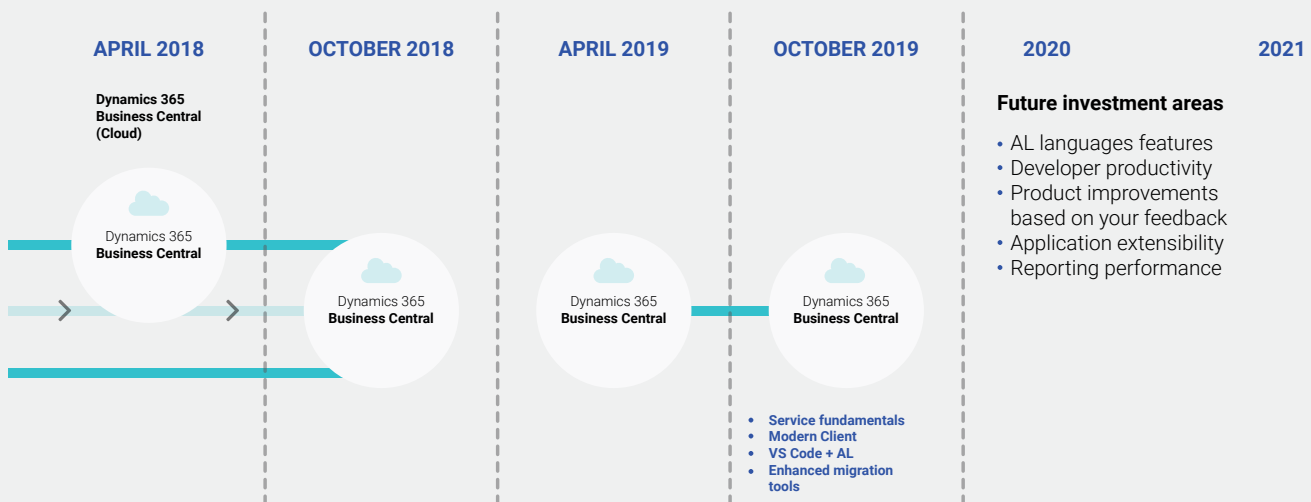 APRIL 2018
OCTOBER 2018
APRIL 2019
OCTOBER 2019
2020
2021
Dynamics 365
Business Central
(Cloud)
Dynamics 365
Business Central
Dynamics 365
Business Central
Dynamics 365
Business Central
Dynamics 365
Business Central
• Service fundamentals
• Modern Client
• VS Code + AL
• Enhanced migration
tools
Future investment areas
• AL languages features
• Developer productivity
• Product improvements
based on your feedback
• Application extensibility
• Reporting performance